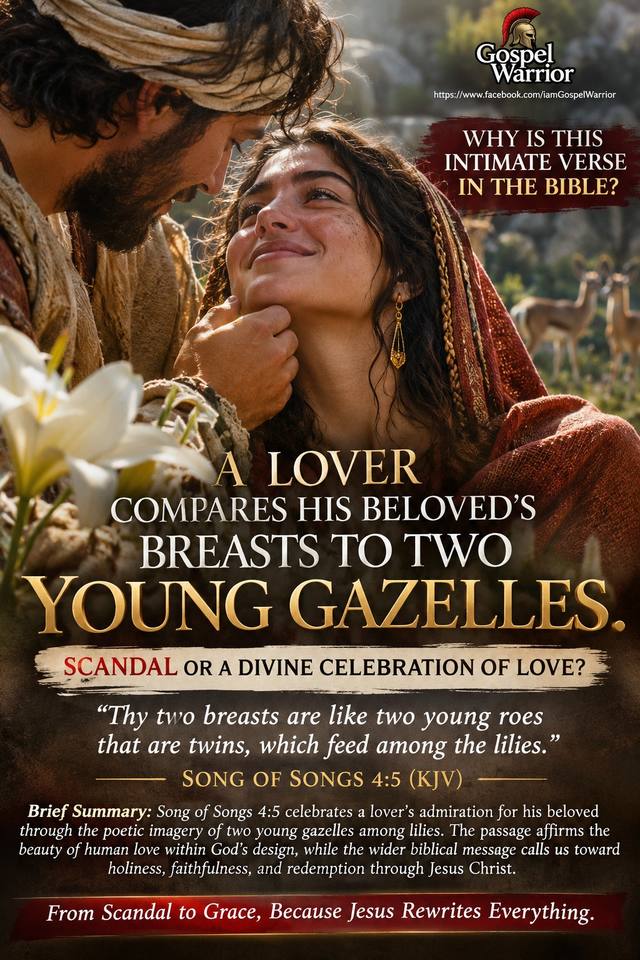 Gospel
Warrior
https://www.facebook.com/iamGospelWarrior
WHY IS THIS
INTIMATE VERSE
IN THE BIBLE?
A LOVER
COMPARES HIS BELOVED'S
BREASTS TO TWO
YOUNG GAZELLES.
SCANDAL OR A DIVINE CELEBRATION OF LOVE?
“Thy two breasts are like two young roes
that are twins, which feed among the lilies.”
SONG OF SONGS 4:5 (KJV)
Brief Summary: Song of Songs 4:5 celebrates a lover's admiration for his beloved
through the poetic imagery of two young gazelles among lilies. The passage affirms the
beauty of human love within God's design, while the wider biblical message calls us toward
holiness, faithfulness, and redemption through Jesus Christ.
From Scandal to Grace, Because Jesus Rewrites Everything.